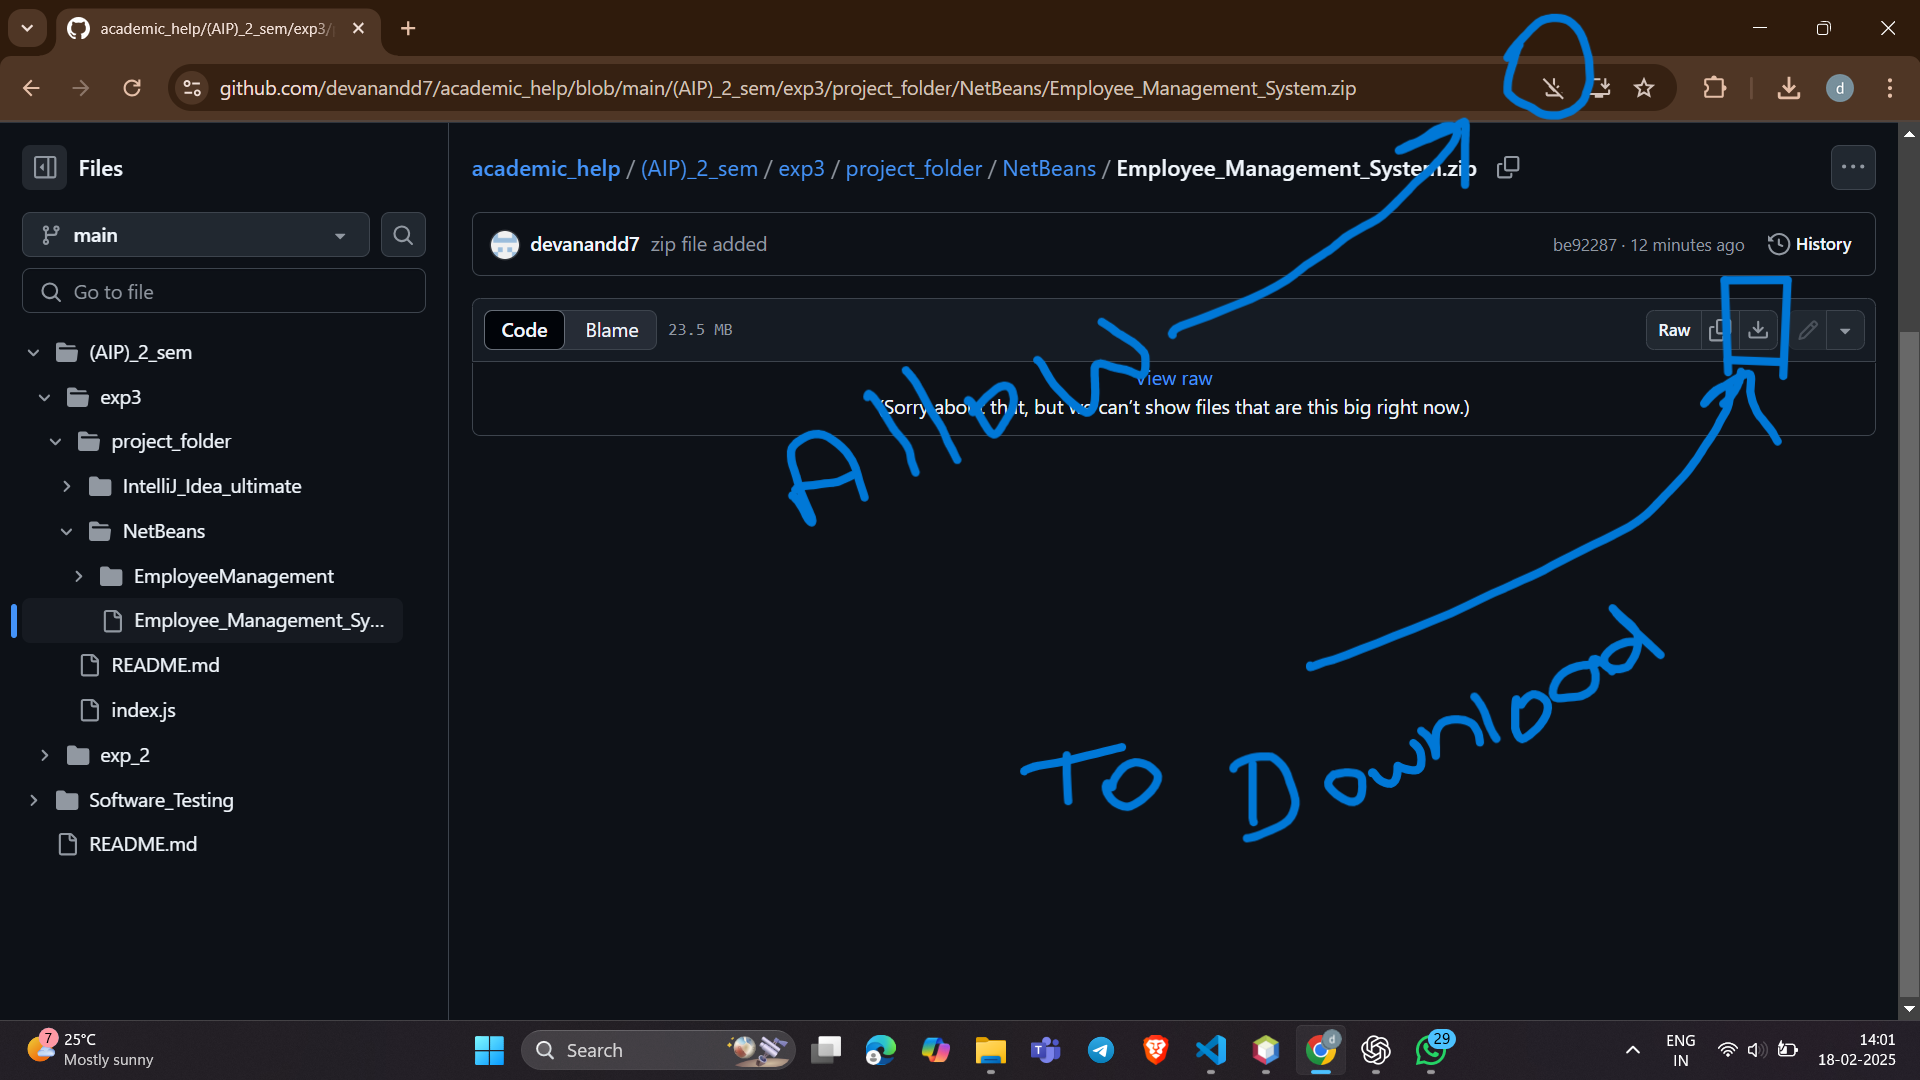 academic_help/(AIP)_2_sem/exp3/
github.com/devanandd7/academic_help/blob/main/(AIP)_2_sem/exp3/project_folder/NetBeans/Employee_Management_System.zip
d
Files
academic_help / (AIP)_2_sem / exp3 / project_folder / NetBeans / Employee_Management_System.zip
main
devanandd7 zip file added
be92287 · 12 minutes ago
History
Go to file
Code
Blame
23.5 MB
Raw
View raw
(Sorry about that, but we can't show files that are this big right now.)
(AIP)_2_sem
exp3
project_folder
IntelliJ_Idea_ultimate
NetBeans
EmployeeManagement
Employee_Management_Sy...
README.md
index.js
exp_2
Software_Testing
README.md
Allow
To Download
7
25°C
Mostly sunny
Search
d
29
ENG
IN
14:01
18-02-2025